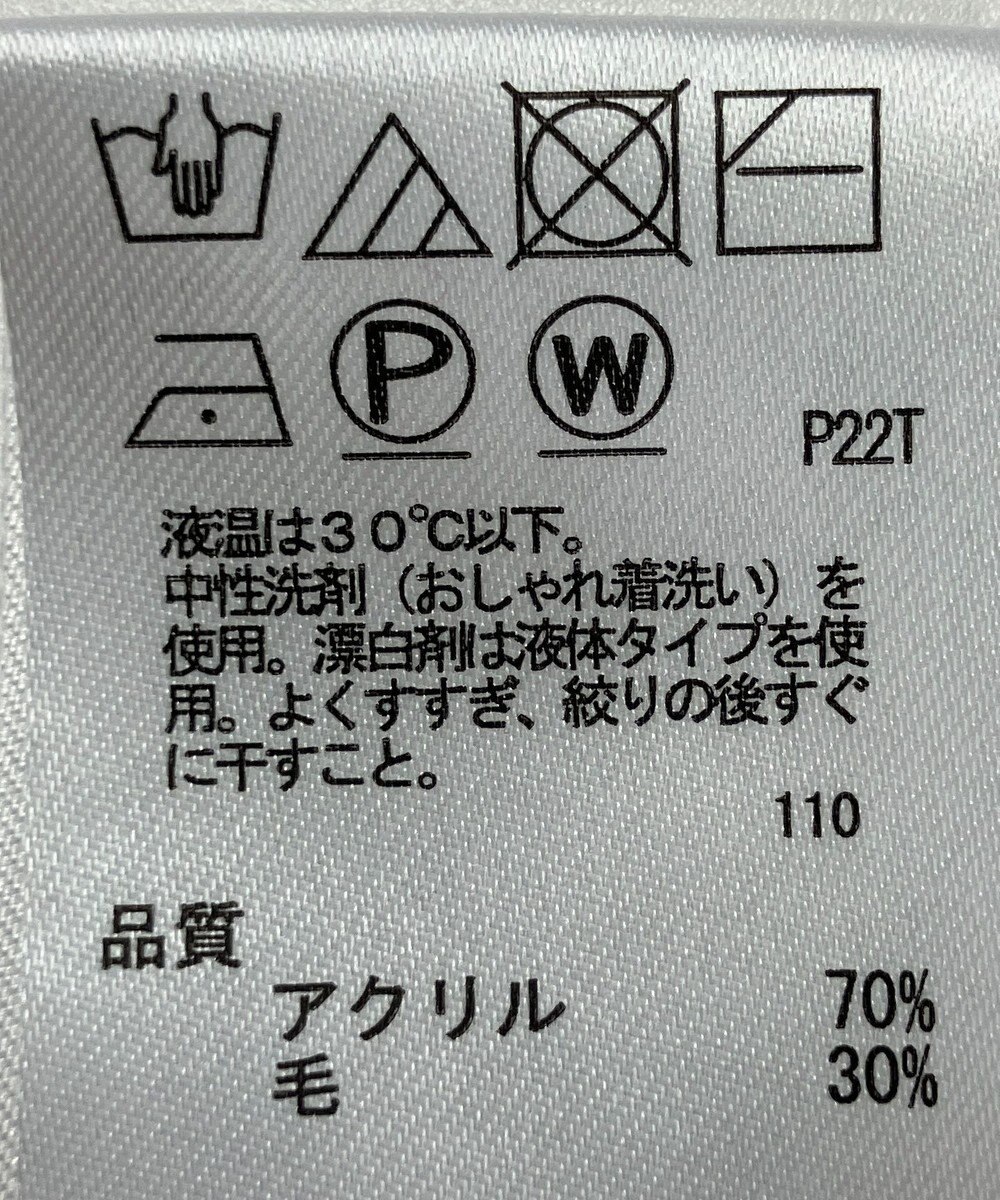 P W P22T
液温は３０℃以下。
中性洗剤（おしゃれ着洗い）を
使用。漂白剤は液体タイプを使
用。よくすすぎ、絞りの後すぐ
に干すこと。
110
品質
アクリル 70%
毛 30%